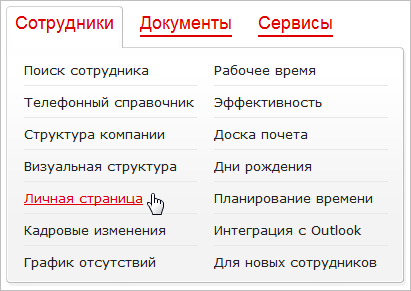 Сотрудники Документы Сервисы
Поиск сотрудника Рабочее время
Телефонный справочник Эффективность
Структура компании Доска почета
Визуальная структура Дни рождения
Личная страница Планирование времени
Кадровые изменения Интеграция с Outlook
График отсутствий Для новых сотрудников